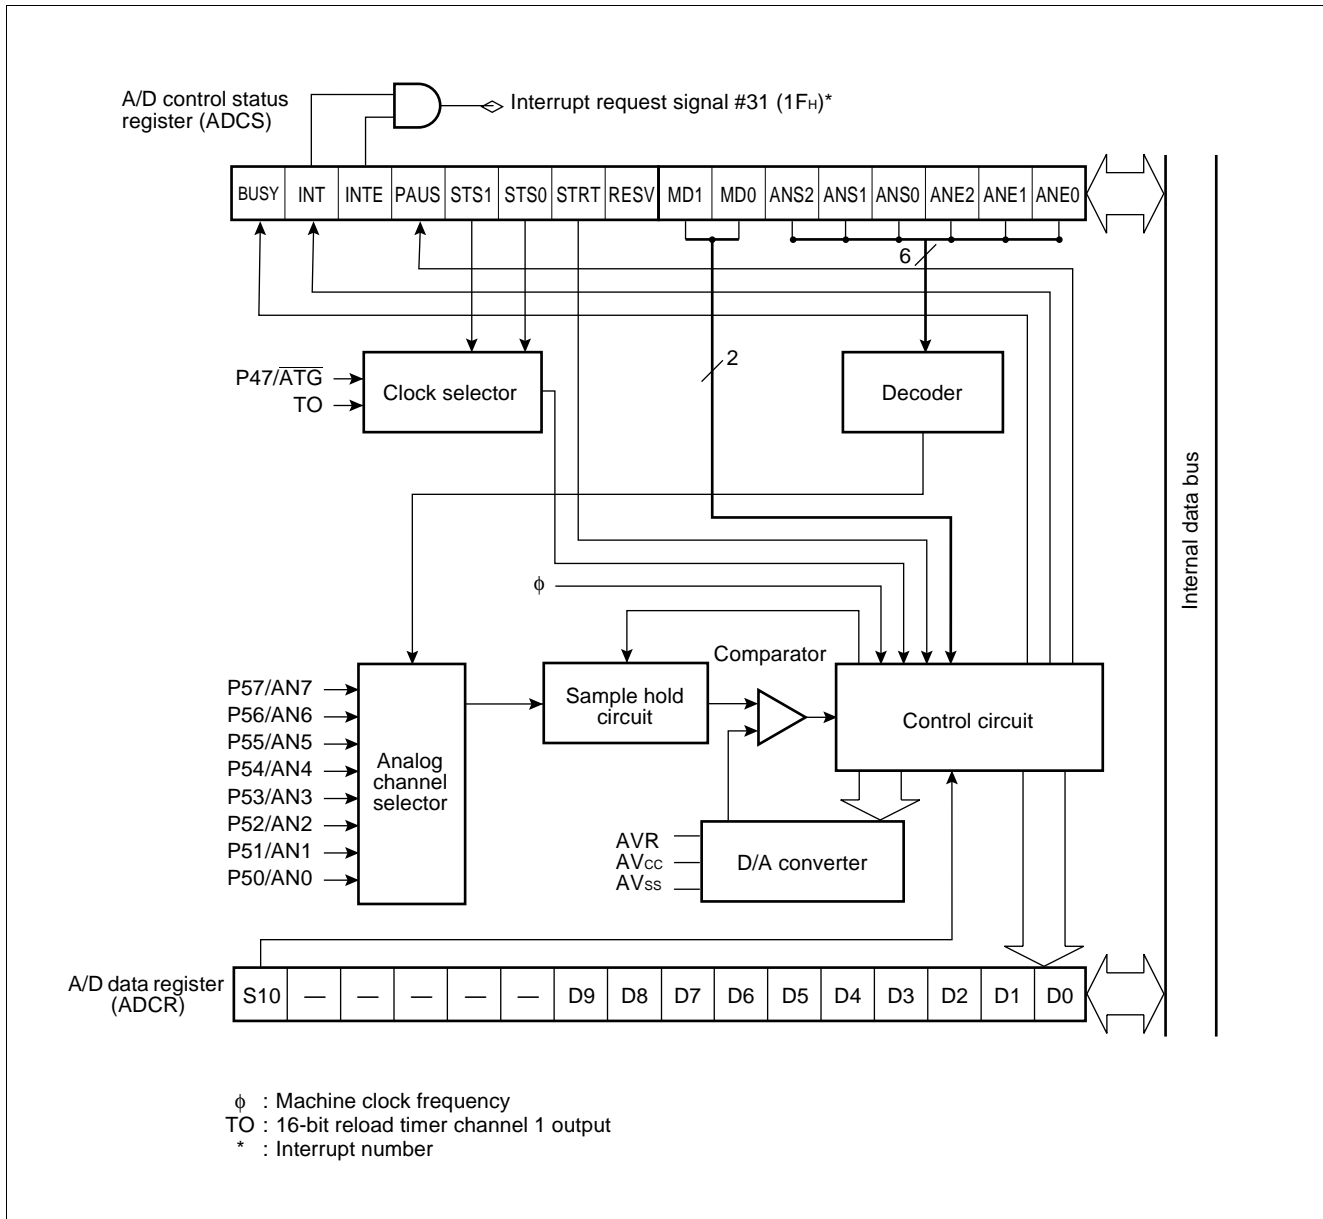 A/D control status
register (ADCS)
Interrupt request signal #31 (1FH)*
BUSY INT INTE PAUS STS1 STS0 STRT RESV MD1 MD0 ANS2 ANS1 ANS0 ANE2 ANE1 ANE0
6
2
P47/ATG
TO
Clock selector
Decoder
Internal data bus
ϕ
Comparator
P57/AN7
P56/AN6
P55/AN5
P54/AN4
P53/AN3
P52/AN2
P51/AN1
P50/AN0
Analog
channel
selector
Sample hold
circuit
Control circuit
AVR
AVCC
AVSS
D/A converter
A/D data register
(ADCR)
S10 — — — — — D9 D8 D7 D6 D5 D4 D3 D2 D1 D0
ϕ : Machine clock frequency
TO : 16-bit reload timer channel 1 output
* : Interrupt number